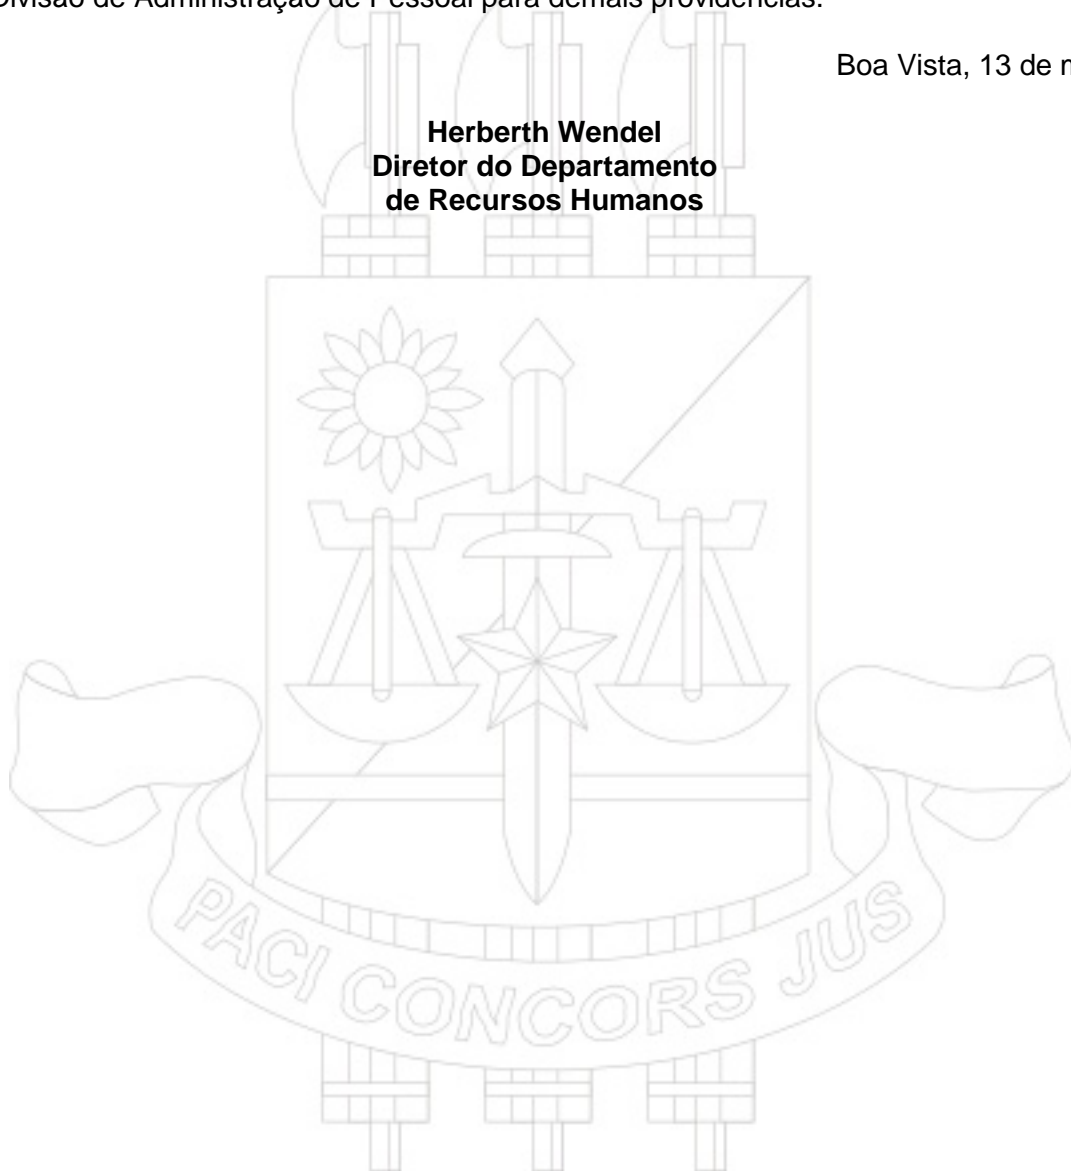 Divisão de Administração de Pessoal para demais providências.
Boa Vista, 13 de
Herberth Wendel
Diretor do Departamento
de Recursos Humanos
PACI CONCORS JUS